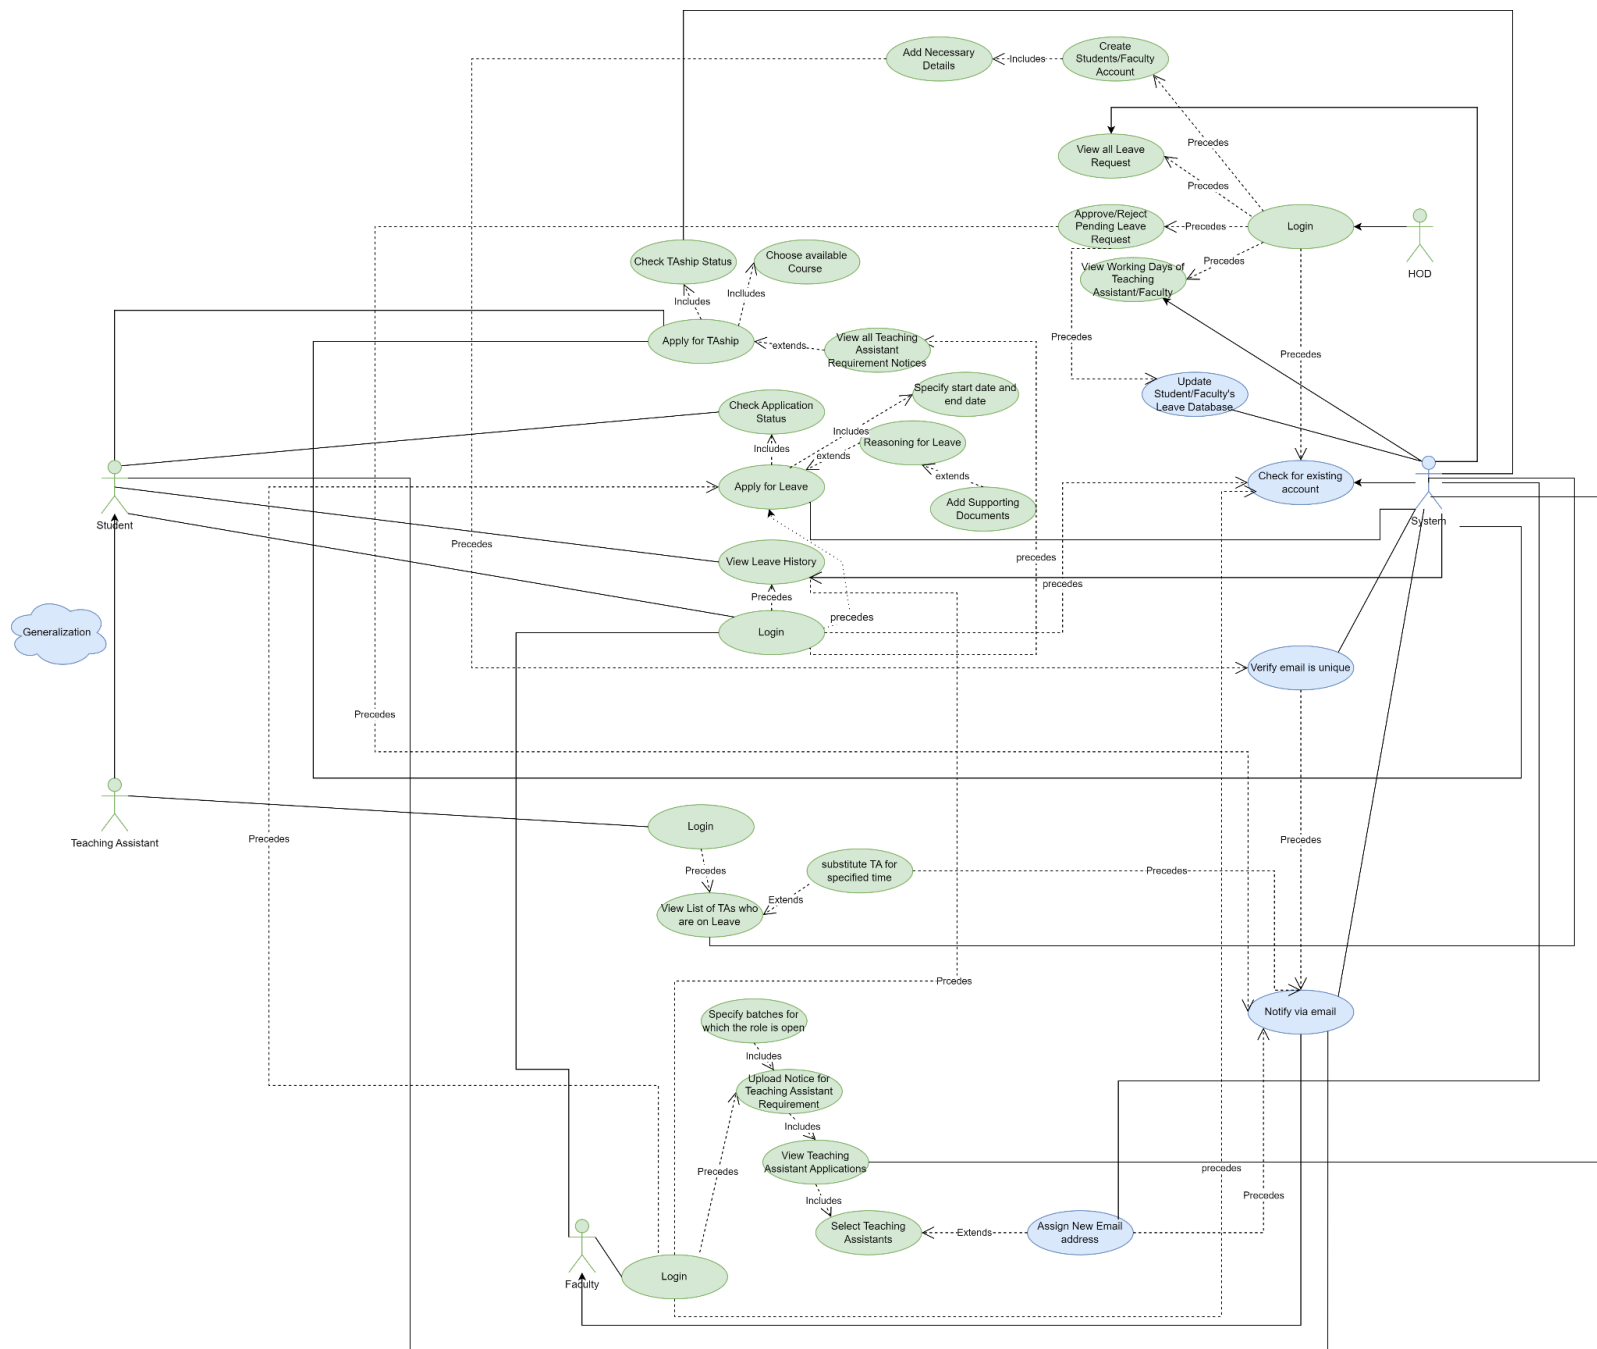 Add Necessary
Details
Includes
Create
Students/Faculty
Account
Precedes
View all Leave
Request
Precedes
Approve/Reject
Pending Leave
Request
Precedes
Login
HOD
Check TAship Status
Choose available
Course
Precedes
View Working Days of
Teaching
Assistant/Faculty
Includes
Includes
Apply for TAship
extends
View all Teaching
Assistant
Requirement Notices
Precedes
Precedes
Update
Student/Faculty's
Leave Database
Specify start date and
end date
Check Application
Status
Includes
Includes
Reasoning for Leave
extends
extends
Apply for Leave
Add Supporting
Documents
Check for existing
account
System
Student
Precedes
View Leave History
precedes
precedes
Precedes
precedes
Login
Generalization
Verify email is unique
Precedes
Teaching Assistant
Login
Precedes
Precedes
Precedes
substitute TA for
specified time
Precedes
Extends
View List of TAs who
are on Leave
Prcedes
Specify batches for
which the role is open
Notify via email
Includes
Upload Notice for
Teaching Assistant
Requirement
Includes
View Teaching
Assistant Applications
Precedes
precedes
Includes
Precedes
Select Teaching
Assistants
Extends
Assign New Email
address
Faculty
Login